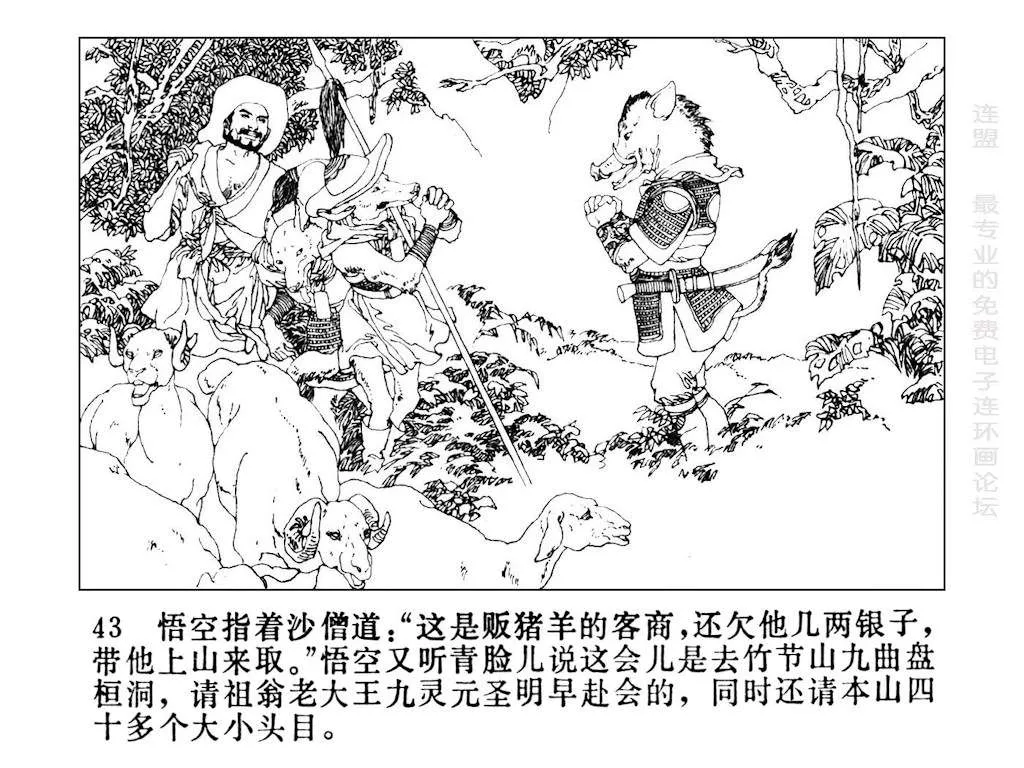 43 悟空指着沙僧道：“这是贩猪羊的客商，还欠他几两银子，
带他上山来取。”悟空又听青脸儿说这会儿是去竹节山九曲盘
桓洞，请祖翁老大王九灵元圣明早赴会的，同时还请本山四
十多个大小头目。
连盟 最专业的免费电子连环画论坛